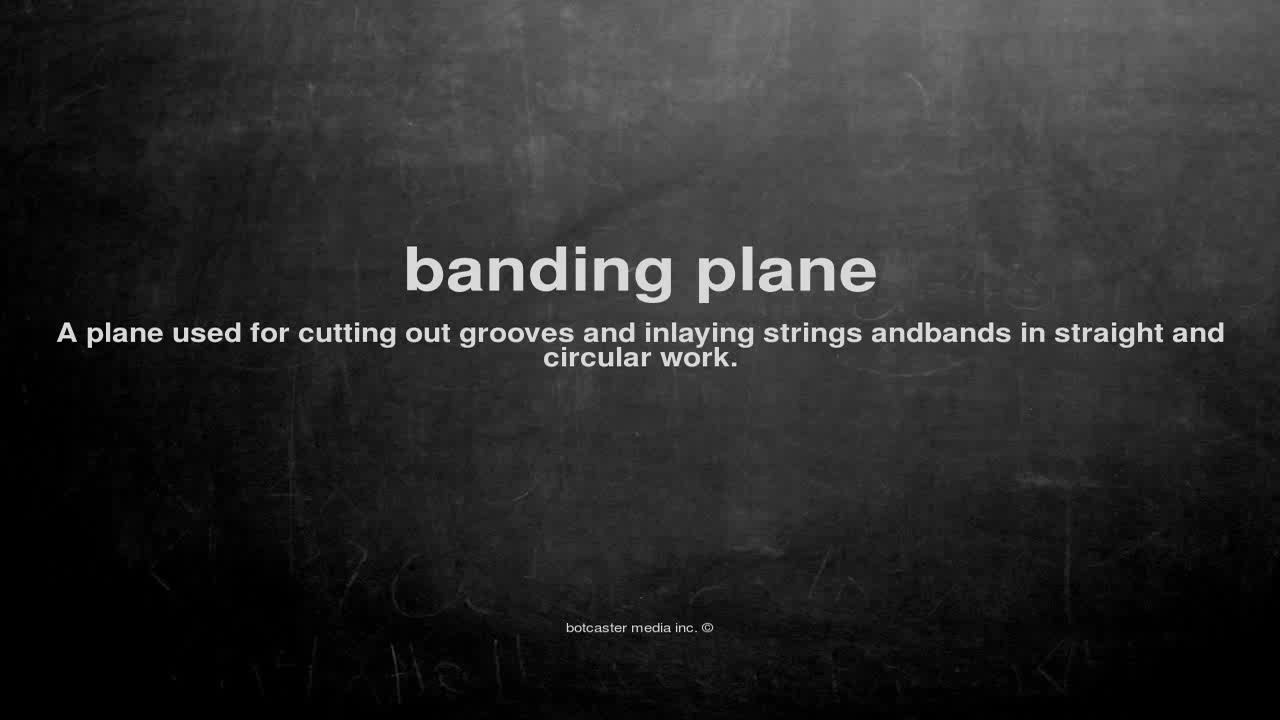 banding plane
A plane used for cutting out grooves and inlaying strings andbands in straight and
circular work.
botcaster media inc. ©